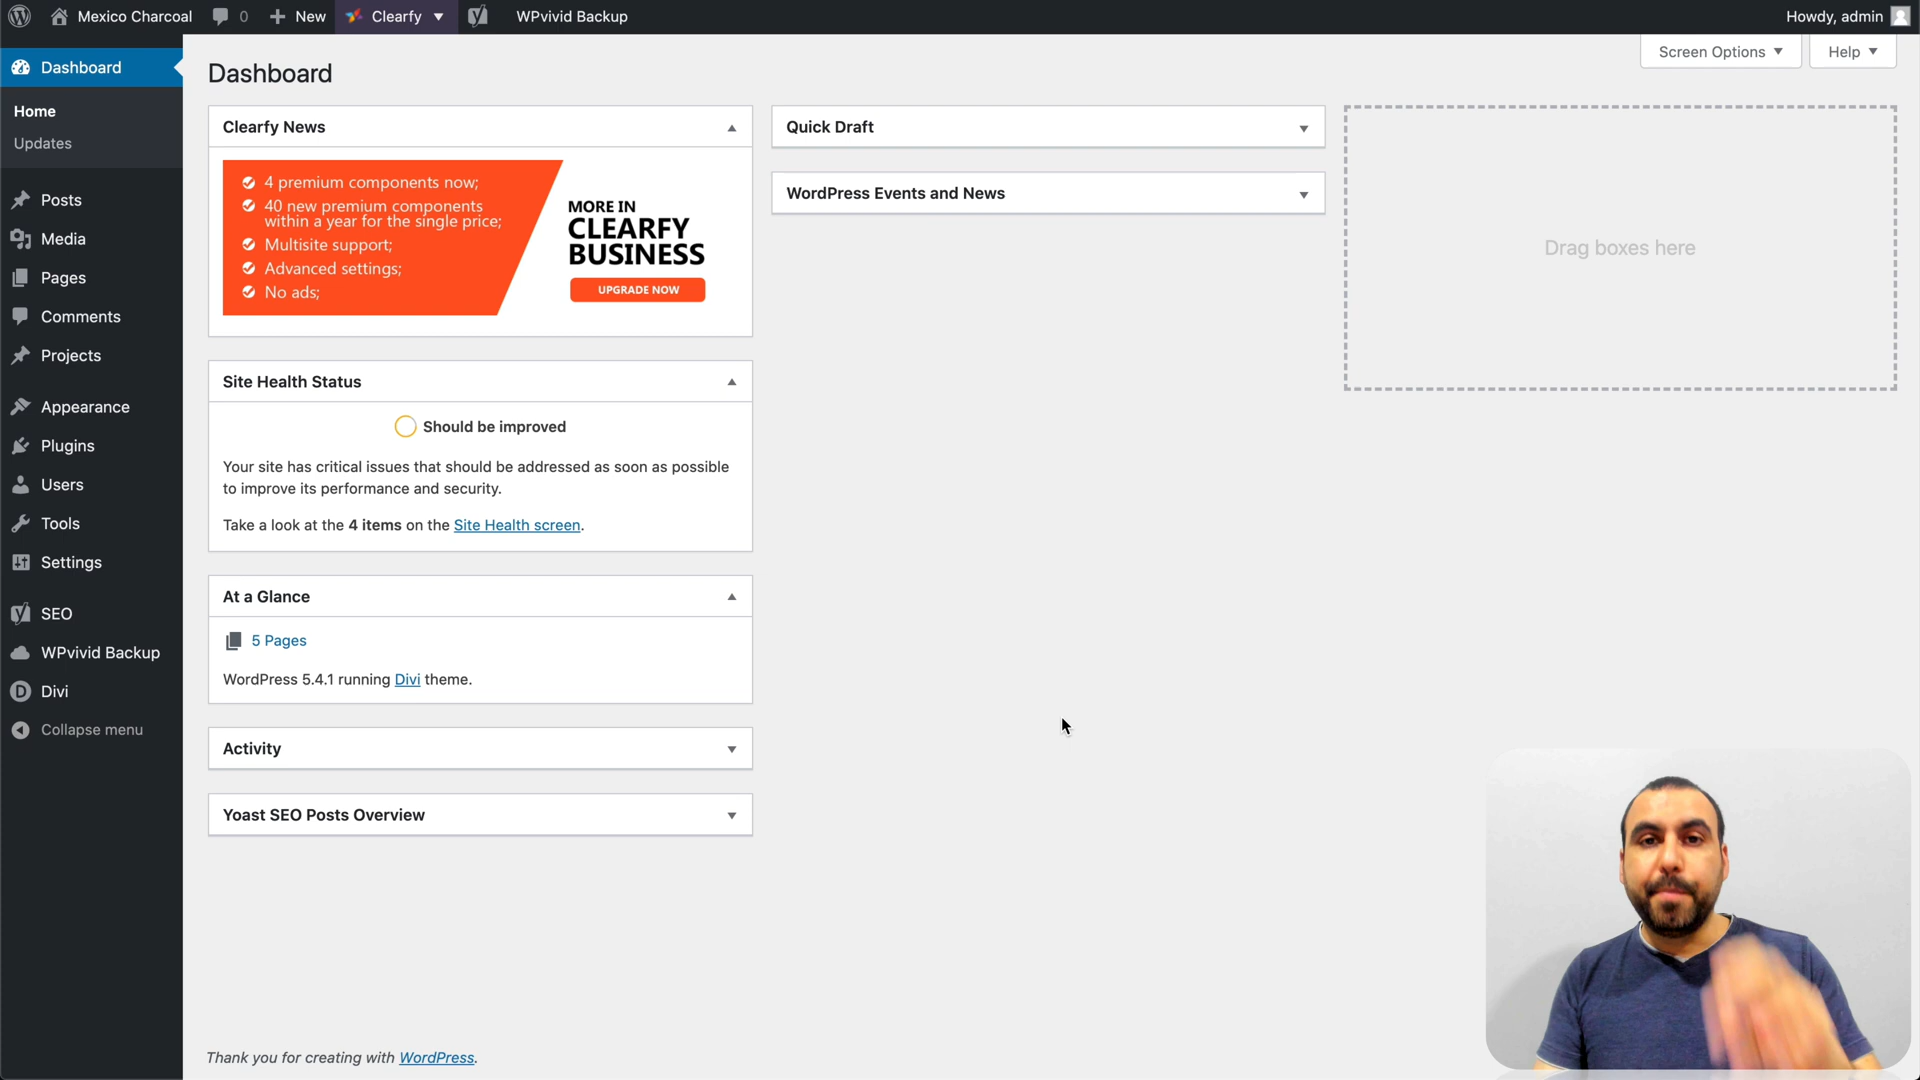 Mexico Charcoal
0
New
Clearfy
WPvivid Backup
Howdy, admin
Screen Options
Help
Dashboard
Home
Updates
Posts
Media
Pages
Comments
Projects
Appearance
Plugins
Users
Tools
Settings
SEO
WPvivid Backup
Divi
Collapse menu
Dashboard
Clearfy News
4 premium components now;
40 new premium components
within a year for the single price;
Multisite support;
Advanced settings;
No ads;
MORE IN
CLEARFY
BUSINESS
UPGRADE NOW
Site Health Status
Should be improved
Your site has critical issues that should be addressed as soon as possible
to improve its performance and security.
Take a look at the 4 items on the Site Health screen.
At a Glance
5 Pages
WordPress 5.4.1 running Divi theme.
Activity
Yoast SEO Posts Overview
Quick Draft
WordPress Events and News
Drag boxes here
Thank you for creating with WordPress.